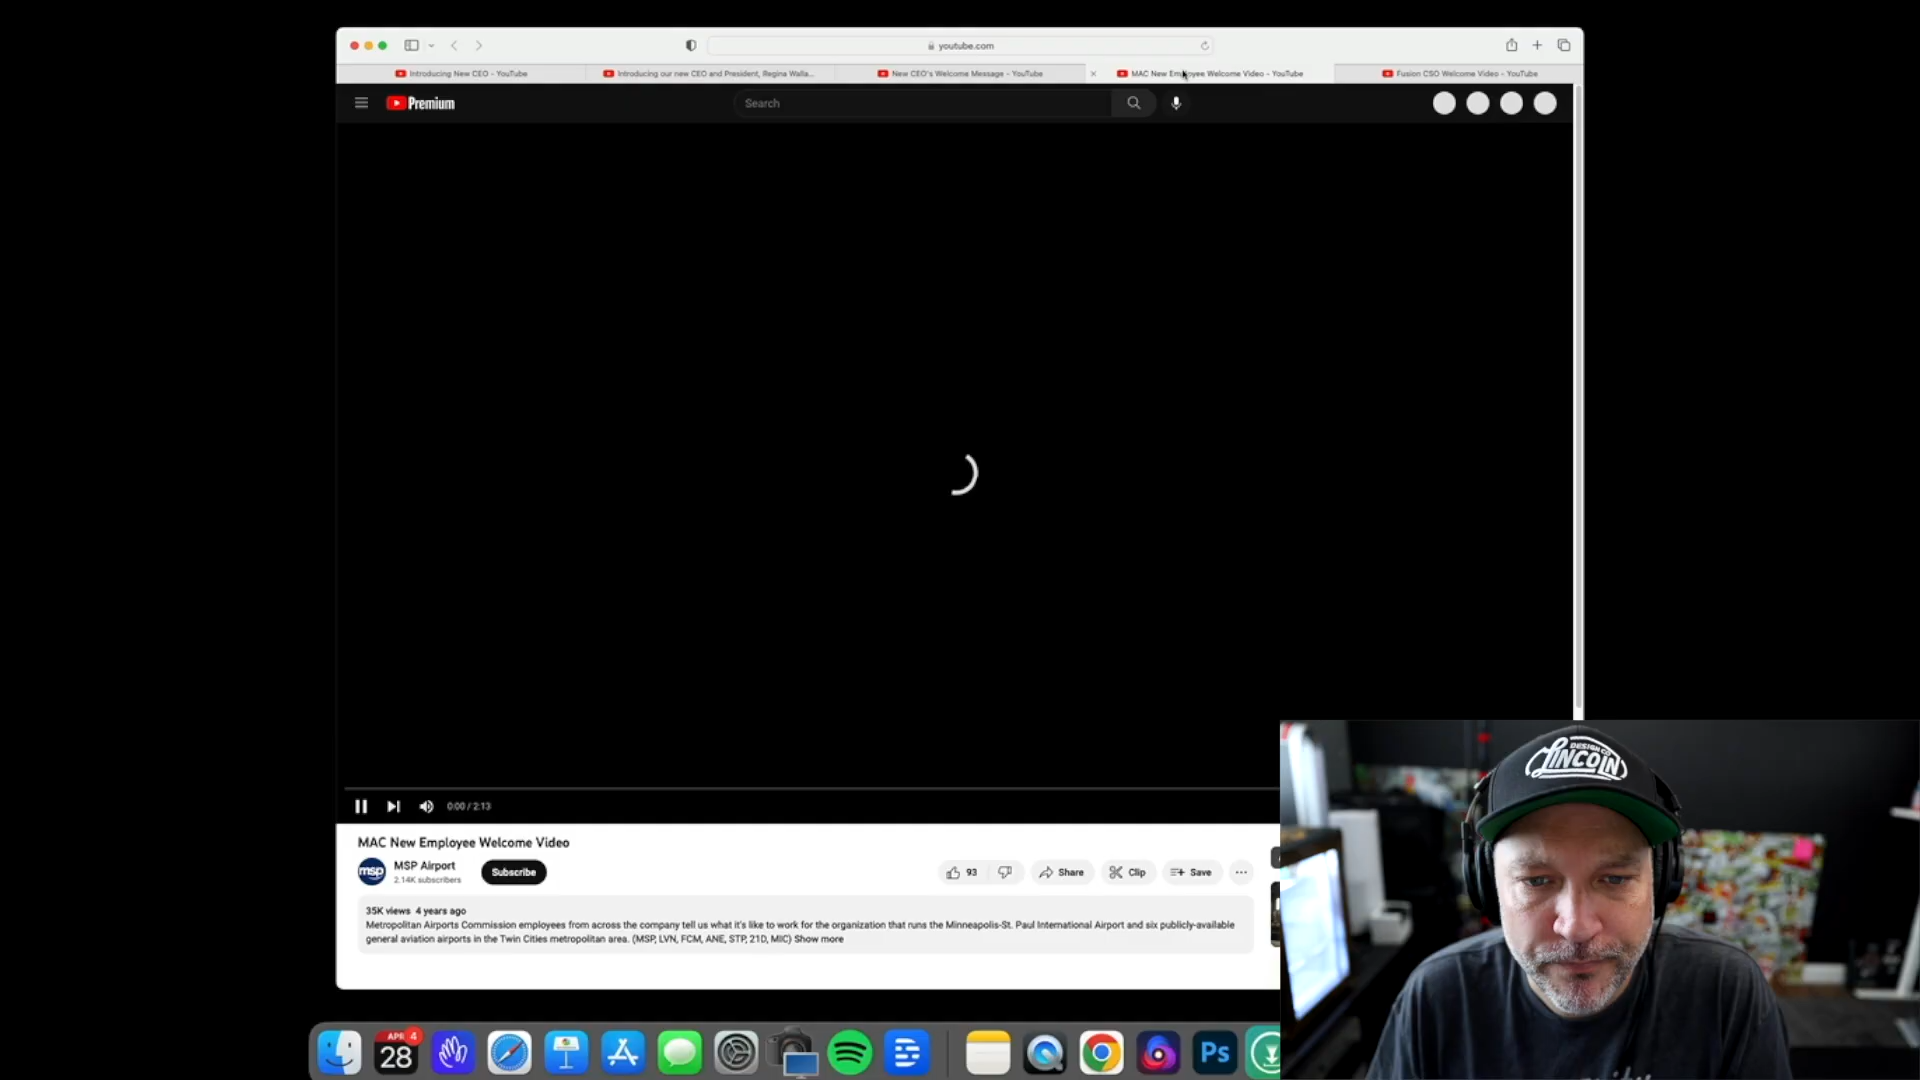 youtube.com
Introducing New CEO - YouTube
Introducing our new CEO and President, Regina Walla...
New CEO's Welcome Message - YouTube
MAC New Employee Welcome Video - YouTube
Fusion CSO Welcome Video - YouTube
Premium
Search
0:00 / 2:13
MAC New Employee Welcome Video
msp
MSP Airport
2.14K subscribers
Subscribe
93
Share
Clip
Save
35K views 4 years ago
Metropolitan Airports Commission employees from across the company tell us what it's like to work for the organization that runs the Minneapolis-St. Paul International Airport and six publicly-available
general aviation airports in the Twin Cities metropolitan area. (MSP, LVN, FCM, ANE, STP, 21D, MIC) Show more
DESIGN CO
LINCOLN
APR
4
28
Ps